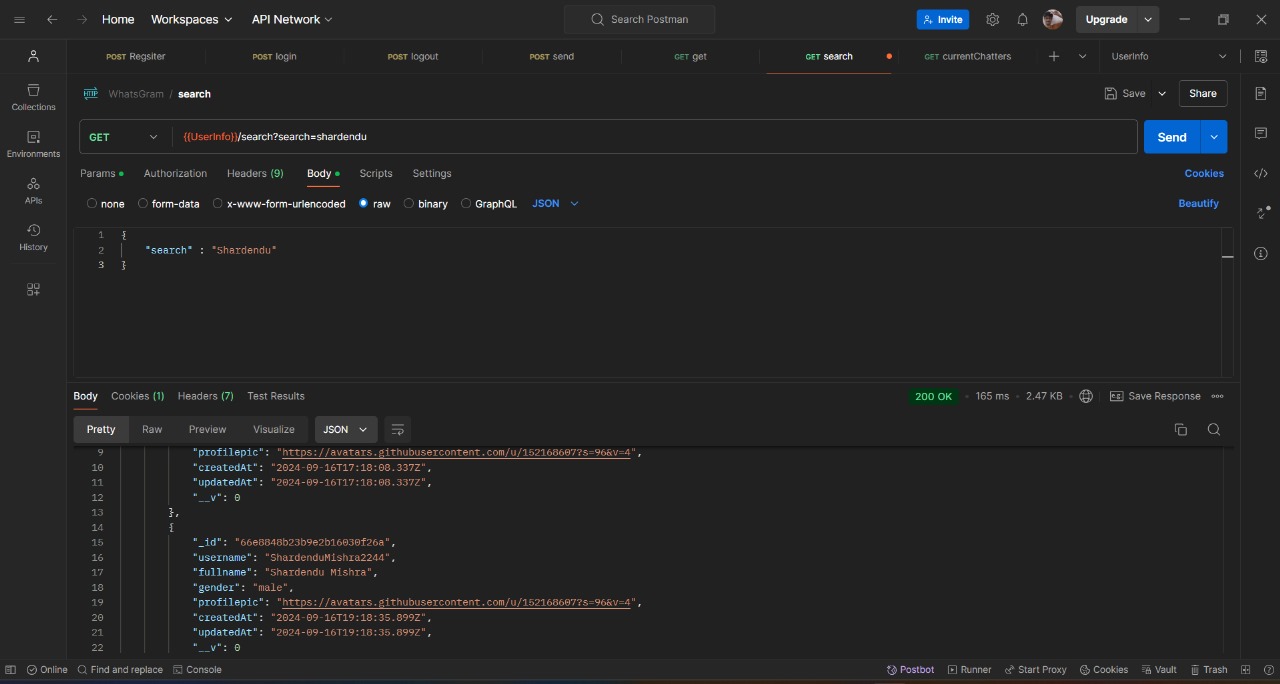 Home Workspaces API Network Search Postman Invite Upgrade
POST Regsiter POST login POST logout POST send GET get GET search GET currentChatters UserInfo
HTTP WhatsGram / search Save Share
Collections
GET {{UserInfo}}/search?search=shardendu Send
Environments
Params Authorization Headers (9) Body Scripts Settings Cookies
APIs
none form-data x-www-form-urlencoded raw binary GraphQL JSON Beautify
History
1 {
2 "search" : "Shardendu"
3 }
Body Cookies (1) Headers (7) Test Results 200 OK 165 ms 2.47 KB Save Response
Pretty Raw Preview Visualize JSON
9 "profilepic": "https://avatars.githubusercontent.com/u/152168607?s=96&v=4",
10 "createdAt": "2024-09-16T17:18:08.337Z",
11 "updatedAt": "2024-09-16T17:18:08.337Z",
12 "__v": 0
13 },
14 {
15 "_id": "66e8848b23b9e2b16030f26a",
16 "username": "ShardenduMishra2244",
17 "fullname": "Shardendu Mishra",
18 "gender": "male",
19 "profilepic": "https://avatars.githubusercontent.com/u/152168607?s=96&v=4",
20 "createdAt": "2024-09-16T19:18:35.899Z",
21 "updatedAt": "2024-09-16T19:18:35.899Z",
22 "__v": 0
Online Find and replace Console Postbot Runner Start Proxy Cookies Vault Trash